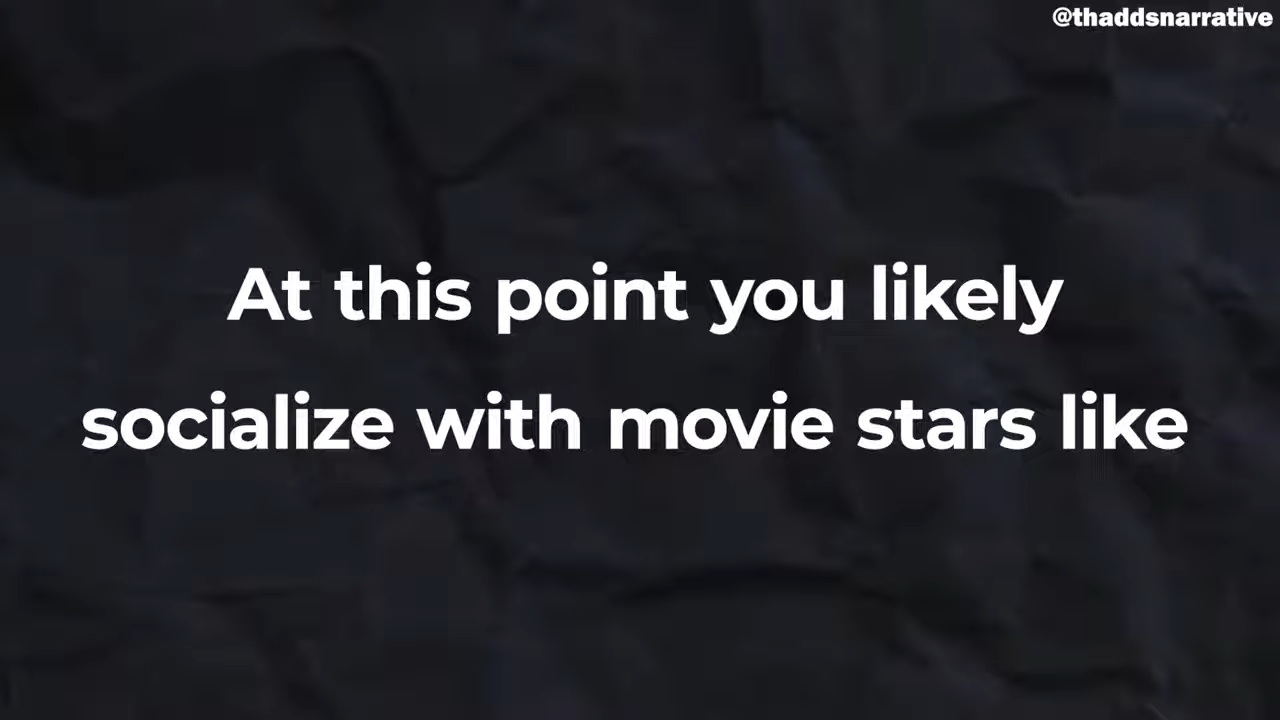 @thaddsnarrative
At this point you likely
socialize with movie stars like